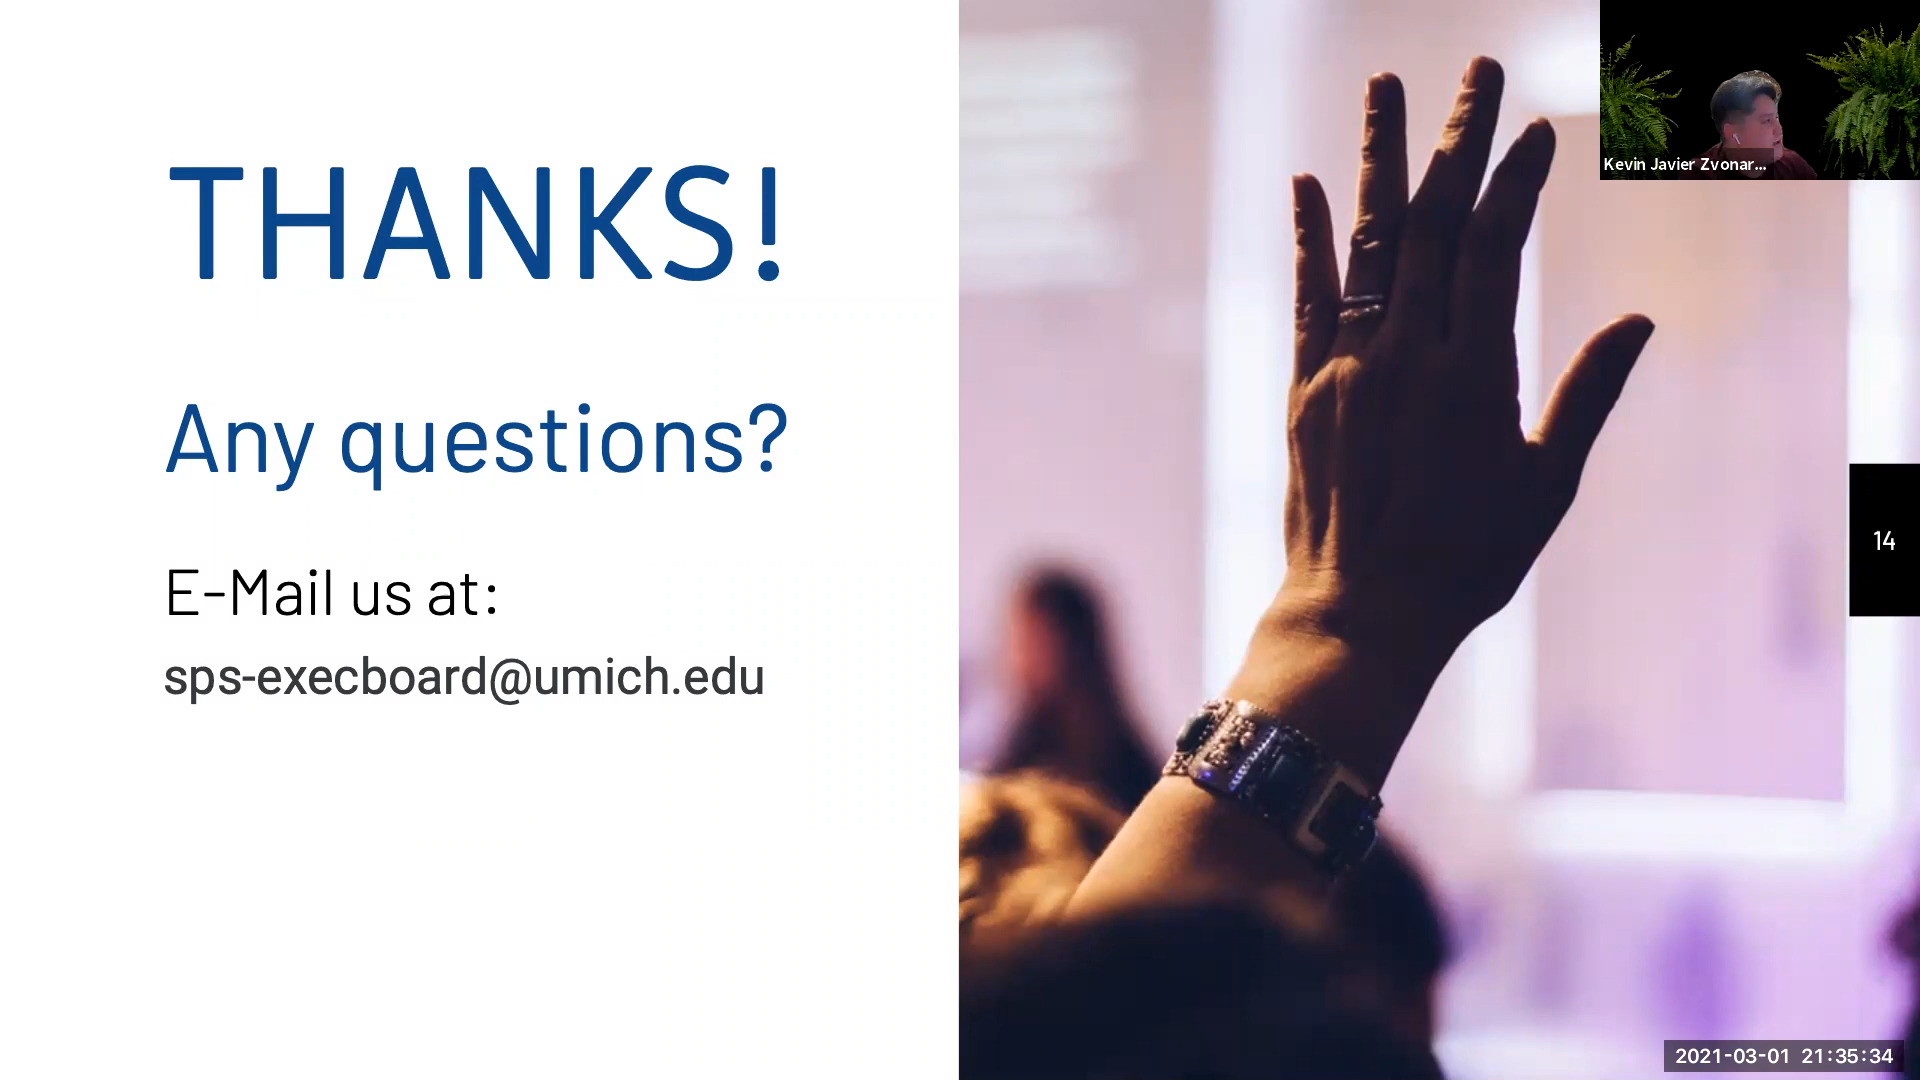 THANKS!
Any questions?
E-Mail us at:
sps-execboard@umich.edu
Kevin Javier Zvonar...
14
2021-03-01 21:35:34